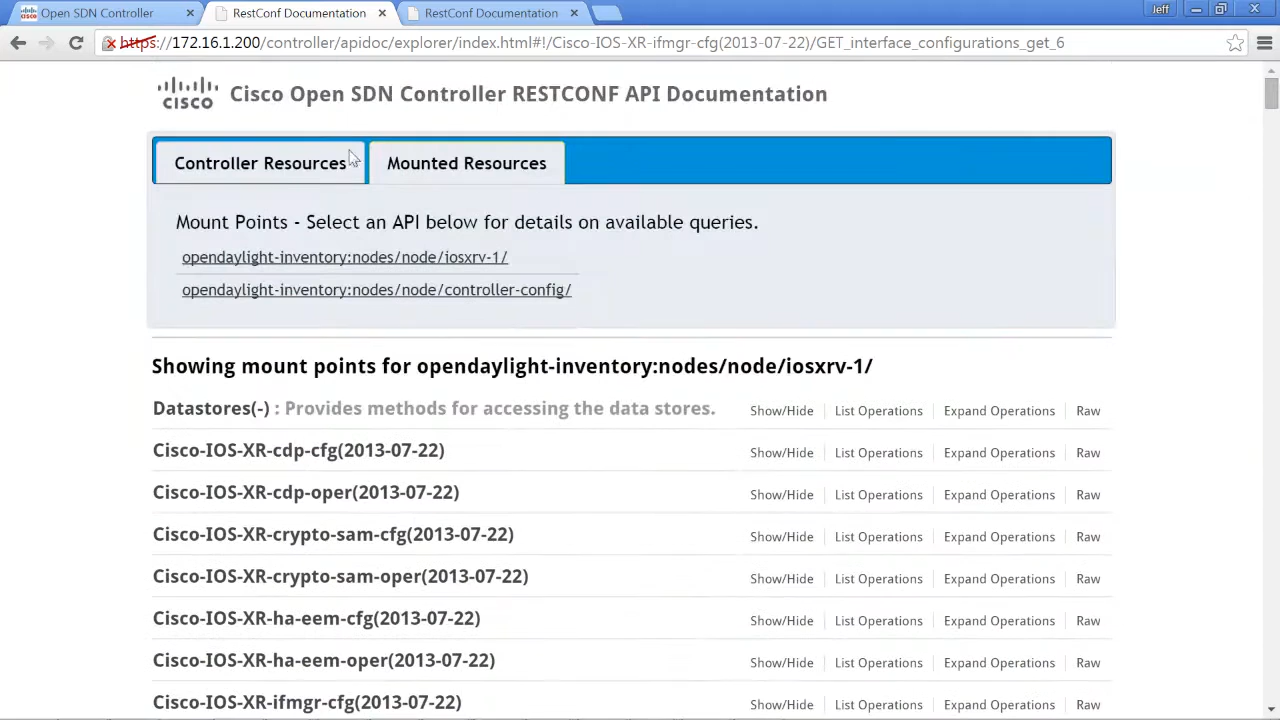 Open SDN Controller
RestConf Documentation
RestConf Documentation
Jeff
https://172.16.1.200/controller/apidoc/explorer/index.html#!/Cisco-IOS-XR-ifmgr-cfg(2013-07-22)/GET_interface_configurations_get_6
CISCO
Cisco Open SDN Controller RESTCONF API Documentation
Controller Resources
Mounted Resources
Mount Points - Select an API below for details on available queries.
opendaylight-inventory:nodes/node/iosxrv-1/
opendaylight-inventory:nodes/node/controller-config/
Showing mount points for opendaylight-inventory:nodes/node/iosxrv-1/
Datastores(-) : Provides methods for accessing the data stores. Show/Hide List Operations Expand Operations Raw
Cisco-IOS-XR-cdp-cfg(2013-07-22) Show/Hide List Operations Expand Operations Raw
Cisco-IOS-XR-cdp-oper(2013-07-22) Show/Hide List Operations Expand Operations Raw
Cisco-IOS-XR-crypto-sam-cfg(2013-07-22) Show/Hide List Operations Expand Operations Raw
Cisco-IOS-XR-crypto-sam-oper(2013-07-22) Show/Hide List Operations Expand Operations Raw
Cisco-IOS-XR-ha-eem-cfg(2013-07-22) Show/Hide List Operations Expand Operations Raw
Cisco-IOS-XR-ha-eem-oper(2013-07-22) Show/Hide List Operations Expand Operations Raw
Cisco-IOS-XR-ifmgr-cfg(2013-07-22) Show/Hide List Operations Expand Operations Raw